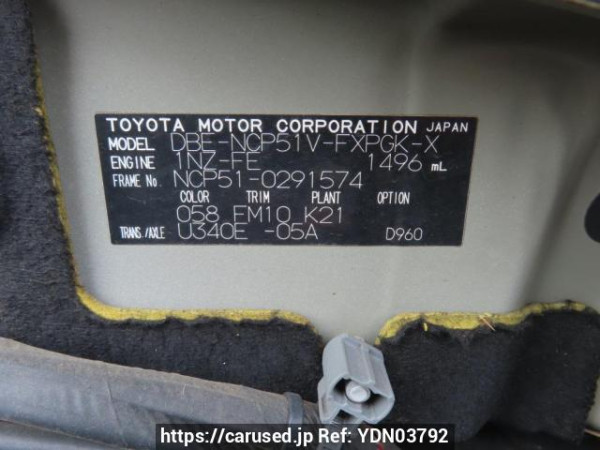 TOYOTA MOTOR CORPORATION JAPAN
MODEL DBE-NCP51V-FXPGK-X
ENGINE 1NZ-FE 1496 mL
FRAME No. NCP51-0291574
COLOR TRIM PLANT OPTION
058 FM10 K21
TRANS./AXLE U340E -05A D960
https://carused.jp Ref: YDN03792